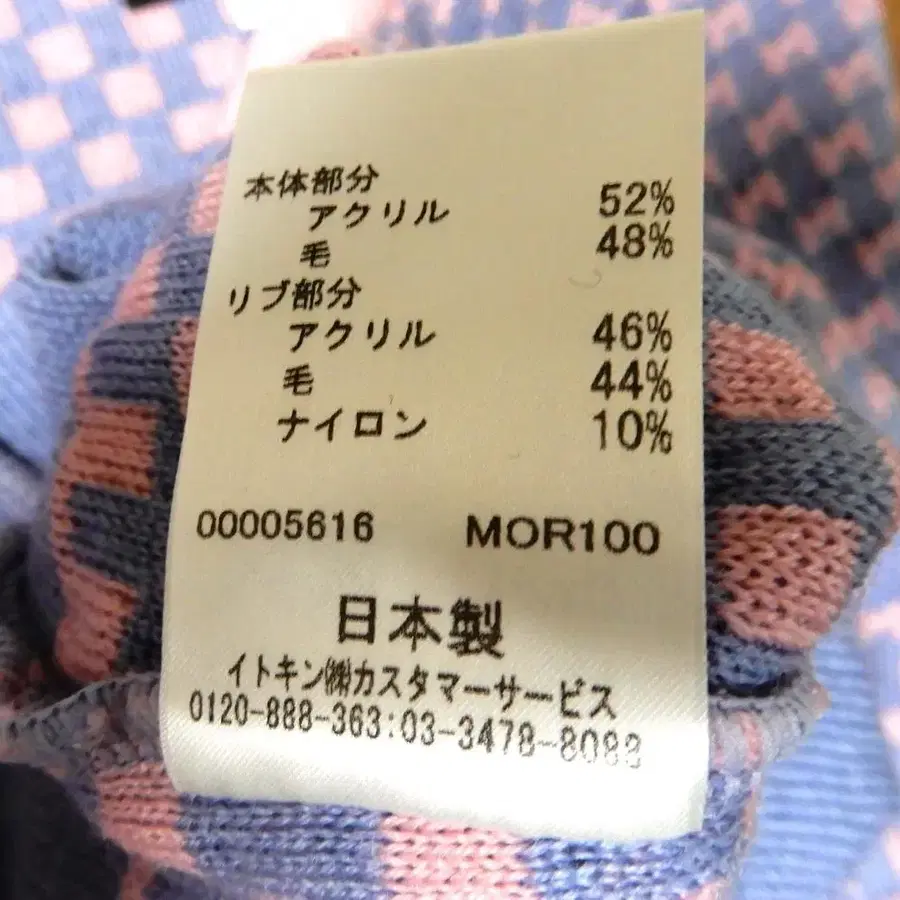 本体部分
アクリル 52%
毛 48%
リブ部分
アクリル 46%
毛 44%
ナイロン 10%
00005616 MOR100
日本製
イトキン㈱カスタマーサービス
0120-888-363:03-3478-8088